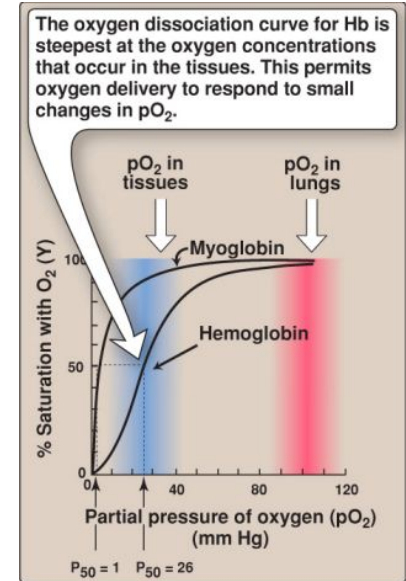 The oxygen dissociation curve for Hb is
steepest at the oxygen concentrations
that occur in the tissues. This permits
oxygen delivery to respond to small
changes in pO₂.
pO₂ in
tissues
pO₂ in
lungs
% Saturation with O₂ (Y)
100
Myoglobin
Hemoglobin
50
0
40
80
120
Partial pressure of oxygen (pO₂)
(mm Hg)
P₅₀ = 1
P₅₀ = 26